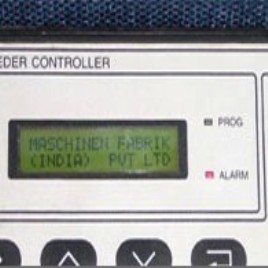 EDER CONTROLLER
PROG
MASCHINEN FABRIK
(INDIA) PVT LTD
ALARM